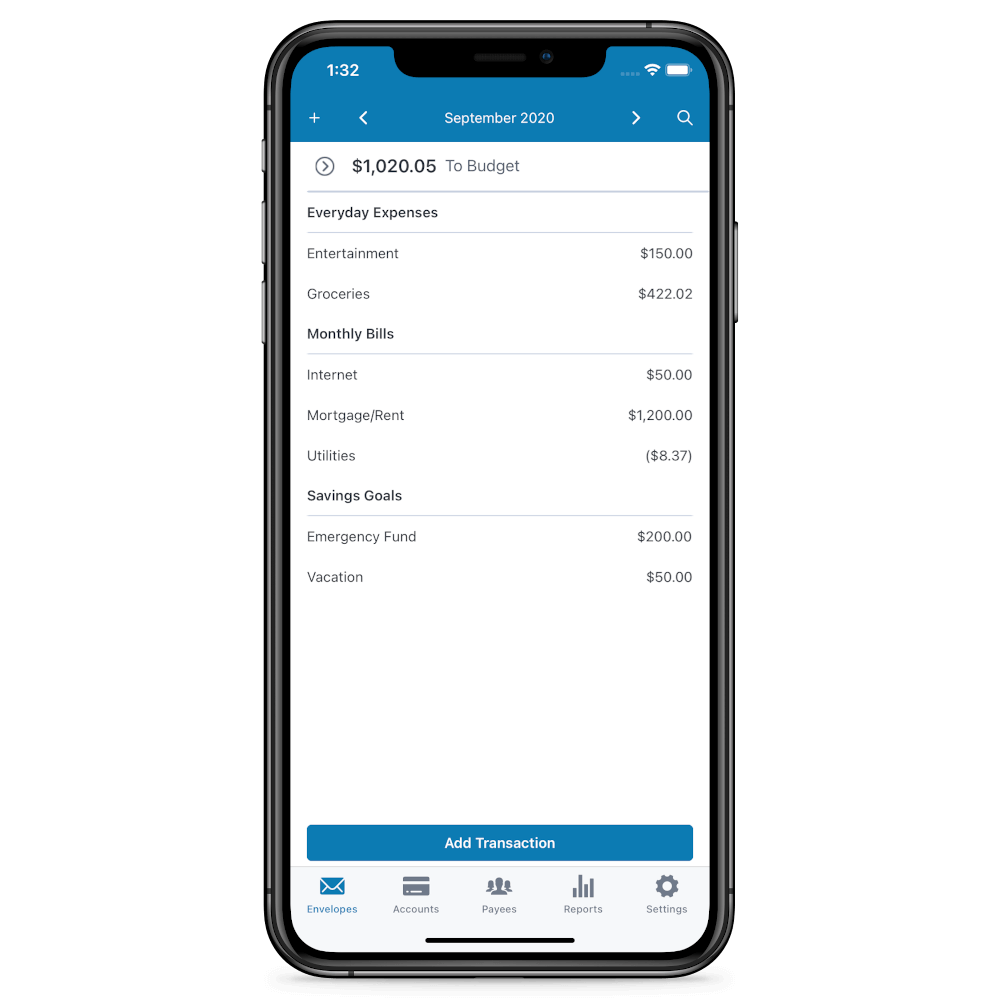 1:32
September 2020
$1,020.05 To Budget
Everyday Expenses
Entertainment $150.00
Groceries $422.02
Monthly Bills
Internet $50.00
Mortgage/Rent $1,200.00
Utilities ($8.37)
Savings Goals
Emergency Fund $200.00
Vacation $50.00
Add Transaction
Envelopes Accounts Payees Reports Settings